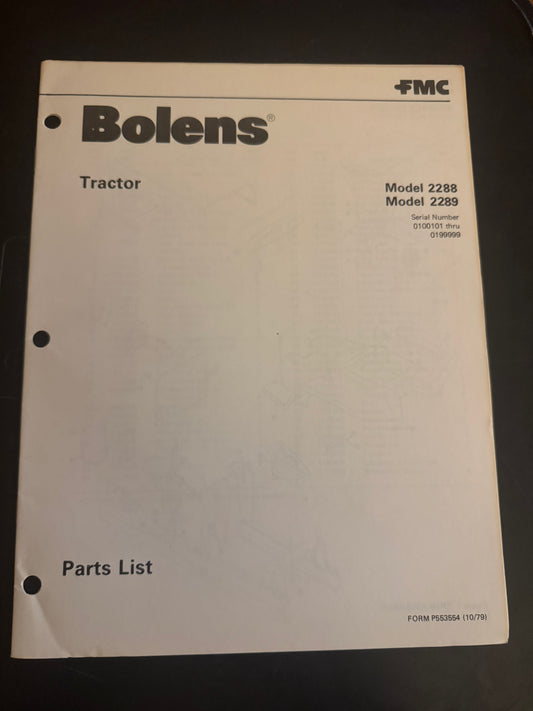 FMC
Bolens®
Tractor
Model 2288
Model 2289
Serial Number
0100101 thru
0199999
Parts List
FORM P553554 (10/79)